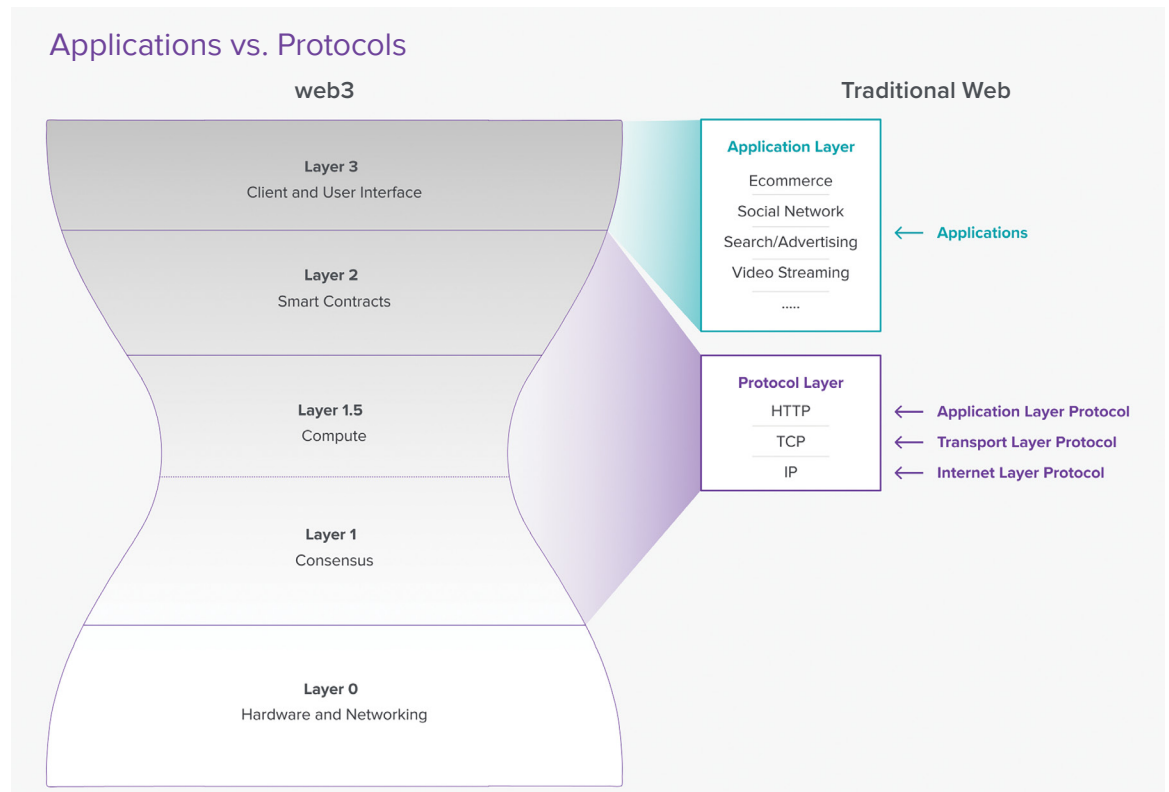 Applications vs. Protocols
web3
Layer 3
Client and User Interface
Layer 2
Smart Contracts
Layer 1.5
Compute
Layer 1
Consensus
Layer 0
Hardware and Networking
Traditional Web
Application Layer
Ecommerce
Social Network
Search/Advertising
Video Streaming
.....
Applications
Protocol Layer
HTTP
Application Layer Protocol
TCP
Transport Layer Protocol
IP
Internet Layer Protocol